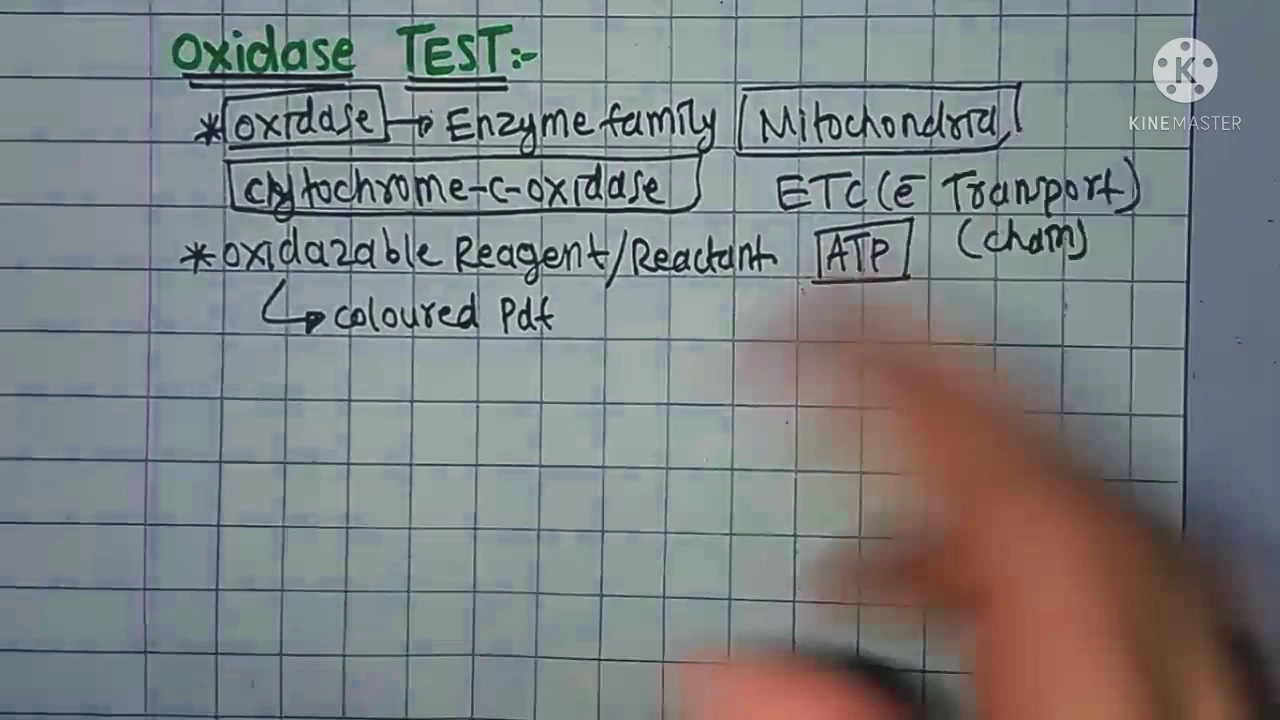 Oxidase TEST:-
* oxidase → Enzyme family Mitochondria
cytochrome-c-oxidase ETC (ē Transport)
(chain)
* oxidazable Reagent/Reactant ATP
↳ coloured Pdt
K
KINEMASTER